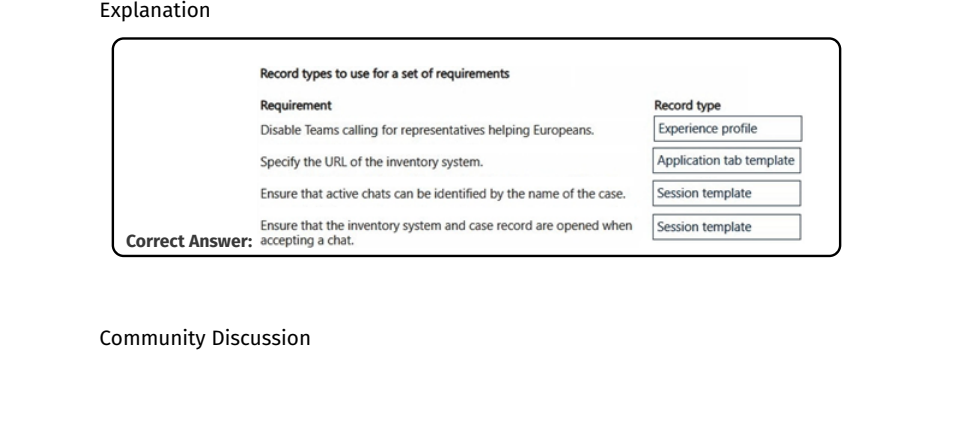 Explanation
Record types to use for a set of requirements
Requirement Record type
Disable Teams calling for representatives helping Europeans. Experience profile
Specify the URL of the inventory system. Application tab template
Ensure that active chats can be identified by the name of the case. Session template
Ensure that the inventory system and case record are opened when Session template
Correct Answer: accepting a chat.
Community Discussion